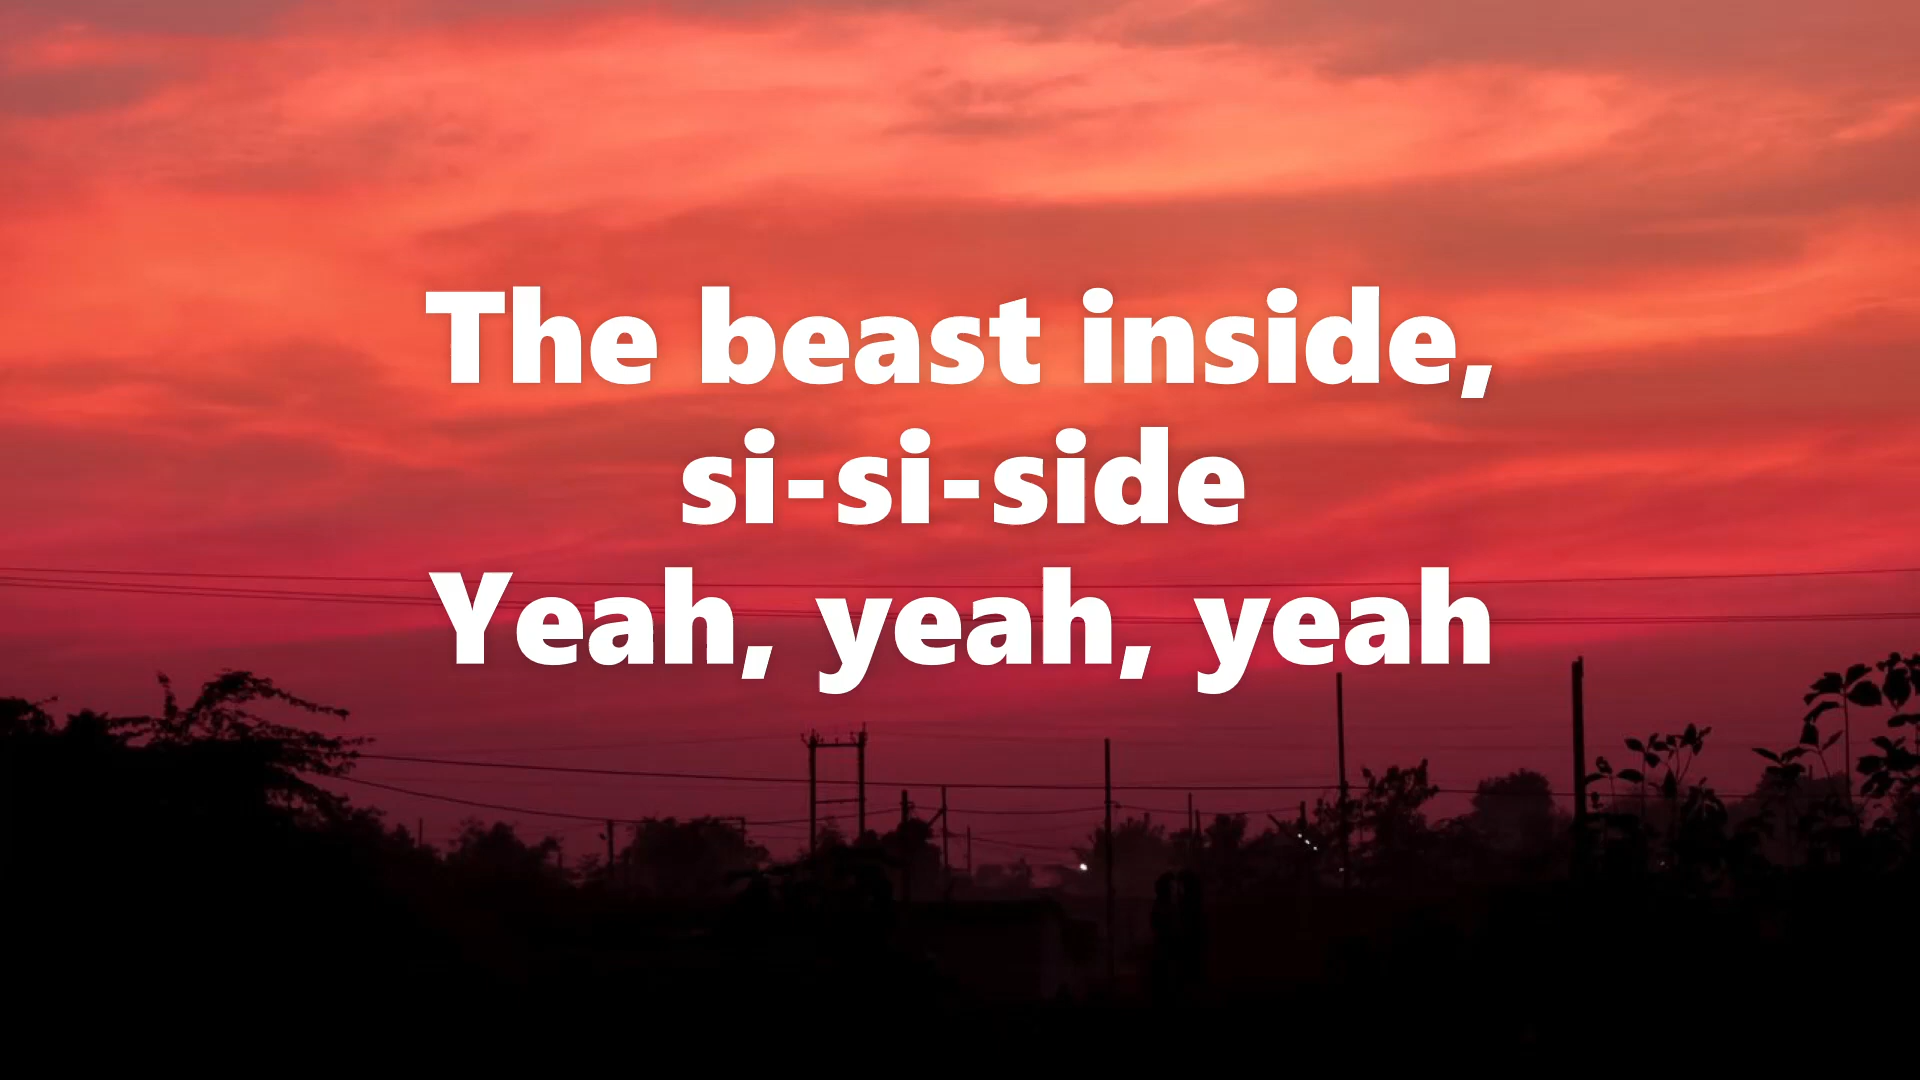 The beast inside,
si-si-side
Yeah, yeah, yeah